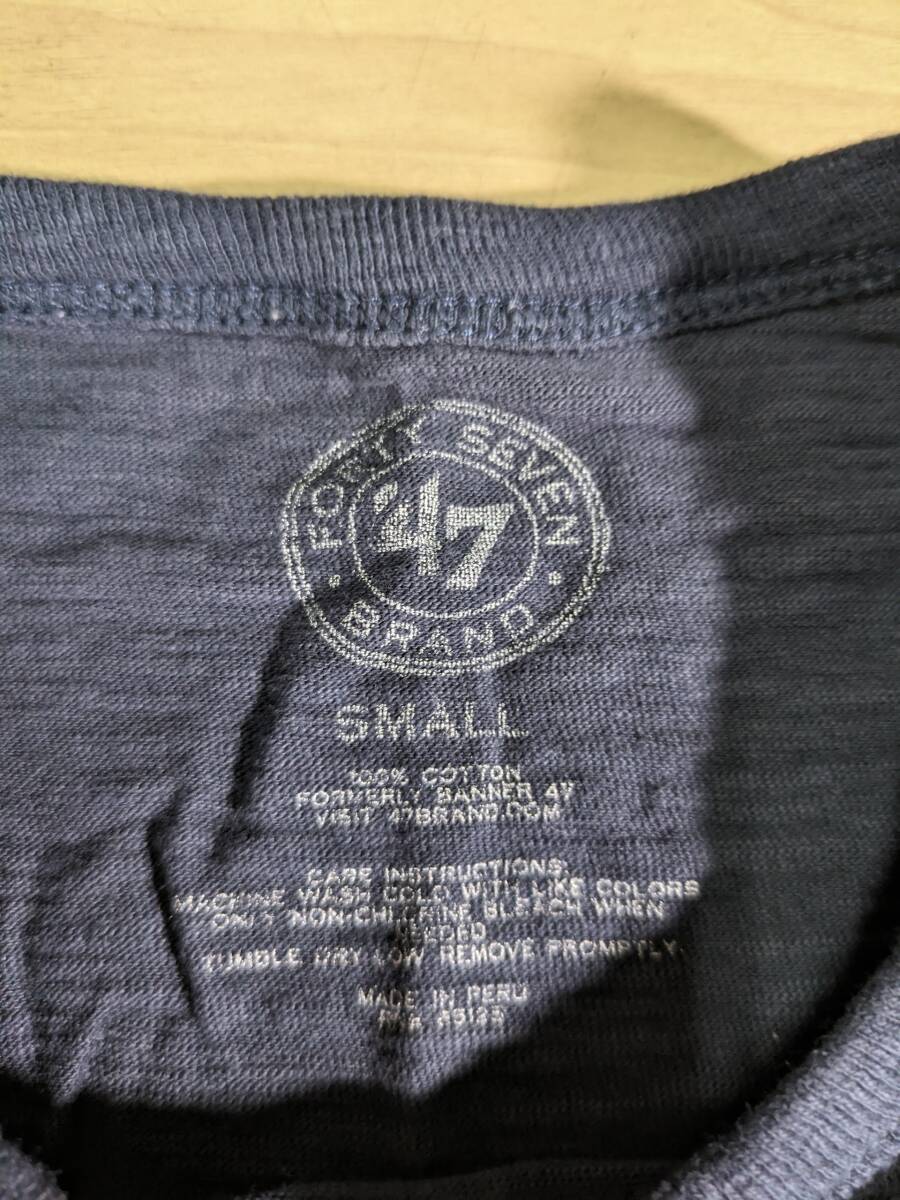 FORTY SEVEN
'47
BRAND
SMALL
100% COTTON
FORMERLY BANNER 47
VISIT 47BRAND.COM
CARE INSTRUCTIONS:
MACHINE WASH COLD WITH LIKE COLORS
ONLY NON-CHLORINE BLEACH WHEN
NEEDED
TUMBLE DRY LOW REMOVE PROMPTLY.
MADE IN PERU